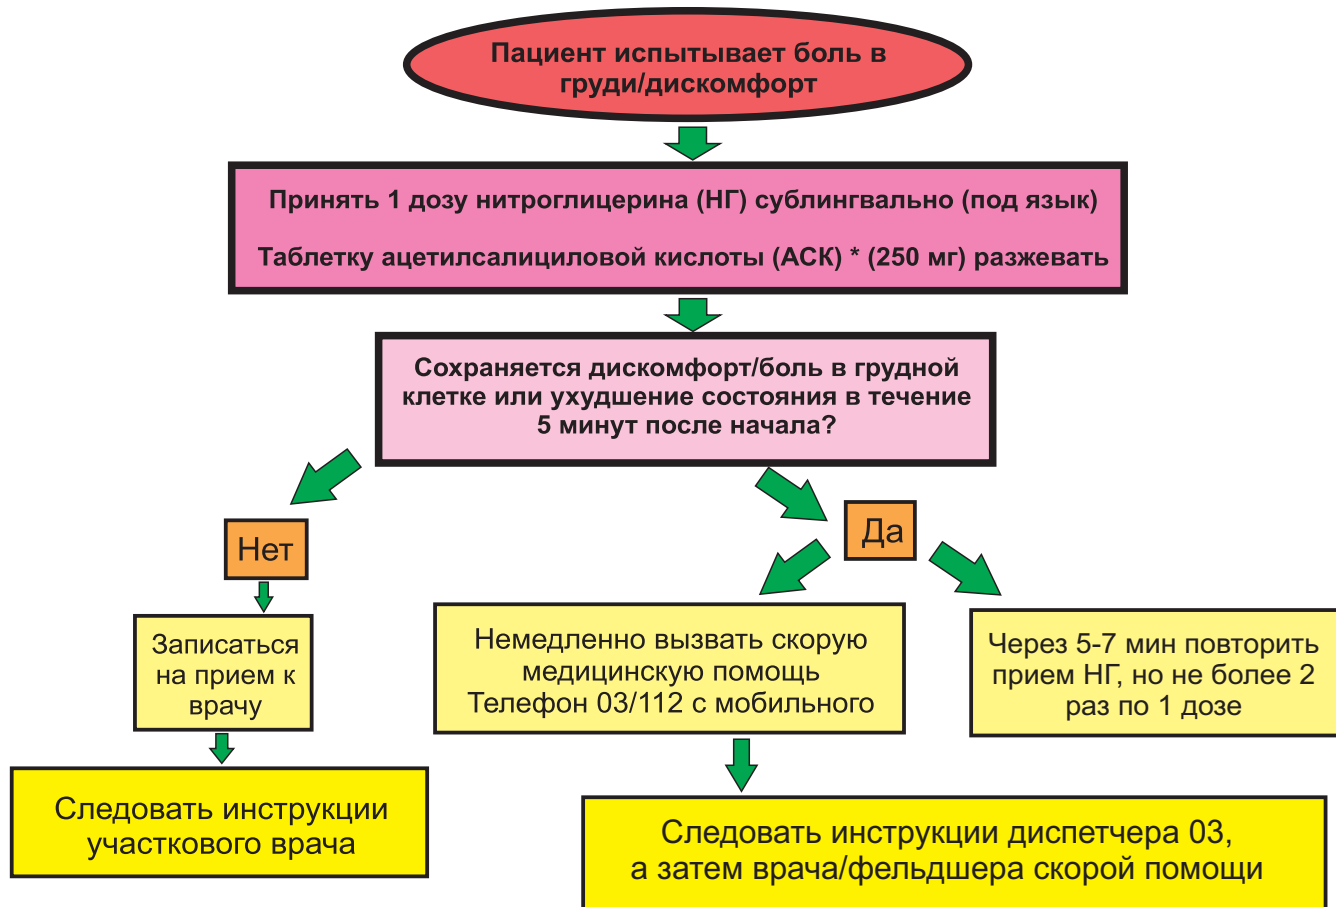 Пациент испытывает боль в
груди/дискомфорт
Принять 1 дозу нитроглицерина (НГ) сублингвально (под язык)
Таблетку ацетилсалициловой кислоты (АСК) * (250 мг) разжевать
Сохраняется дискомфорт/боль в грудной
клетке или ухудшение состояния в течение
5 минут после начала?
Нет
Да
Записаться
на прием к
врачу
Немедленно вызвать скорую
медицинскую помощь
Телефон 03/112 с мобильного
Через 5-7 мин повторить
прием НГ, но не более 2
раз по 1 дозе
Следовать инструкции
участкового врача
Следовать инструкции диспетчера 03,
а затем врача/фельдшера скорой помощи